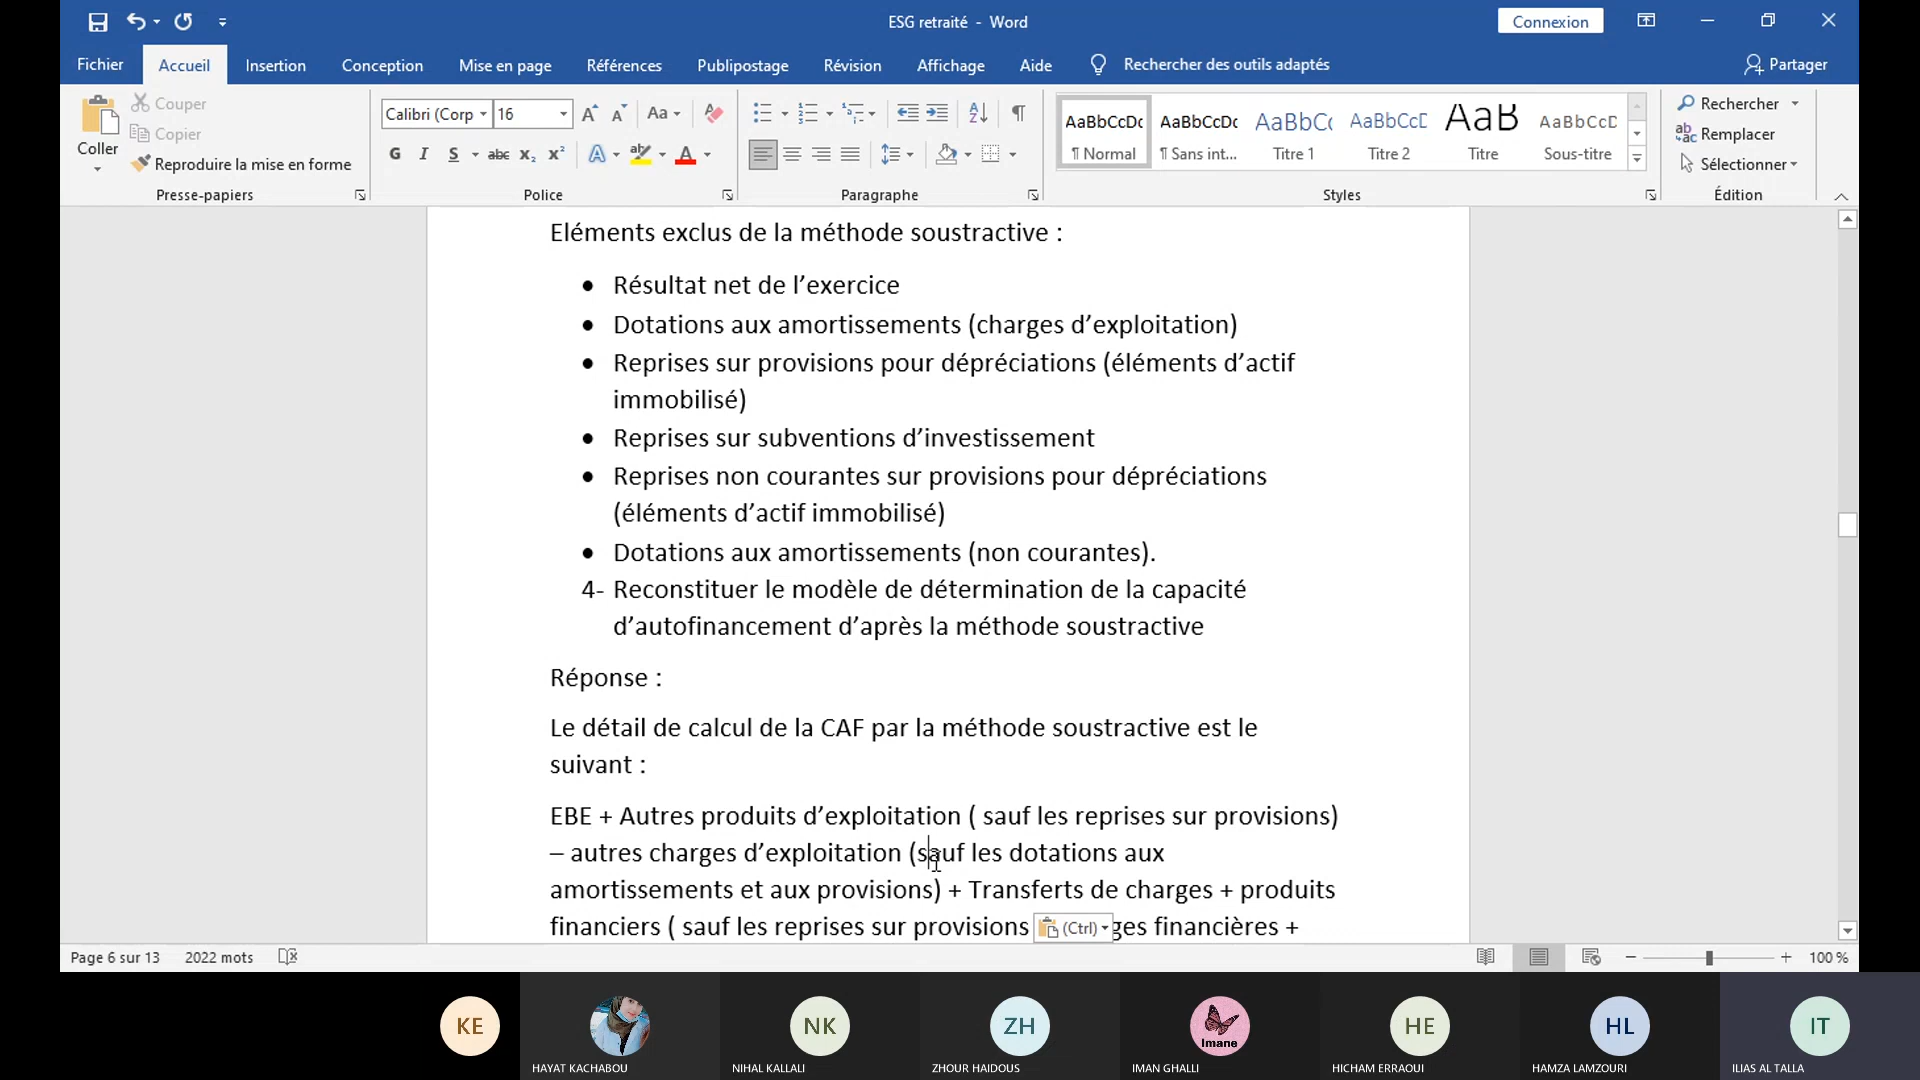 ESG retraité - Word
Connexion
Fichier Accueil Insertion Conception Mise en page Références Publipostage Révision Affichage Aide Rechercher des outils adaptés Partager
Coller
Couper
Copier
Reproduire la mise en forme
Presse-papiers
Calibri (Corp 16
Aa
G I S abc x₂ x² A ab A
Police
Paragraphe
AaBbCcDc AaBbCcDc AaBbCc AaBbCcD AaB AaBbCcD
¶ Normal ¶ Sans int... Titre 1 Titre 2 Titre Sous-titre
Styles
Rechercher
Remplacer
Sélectionner
Édition
Eléments exclus de la méthode soustractive :
• Résultat net de l’exercice
• Dotations aux amortissements (charges d’exploitation)
• Reprises sur provisions pour dépréciations (éléments d’actif
immobilisé)
• Reprises sur subventions d’investissement
• Reprises non courantes sur provisions pour dépréciations
(éléments d’actif immobilisé)
• Dotations aux amortissements (non courantes).
4- Reconstituer le modèle de détermination de la capacité
d’autofinancement d’après la méthode soustractive
Réponse :
Le détail de calcul de la CAF par la méthode soustractive est le
suivant :
EBE + Autres produits d’exploitation ( sauf les reprises sur provisions)
– autres charges d’exploitation (sauf les dotations aux
amortissements et aux provisions) + Transferts de charges + produits
financiers ( sauf les reprises sur provisions (Ctrl) ges financières +
Page 6 sur 13 2022 mots 100 %
KE NK ZH Imane HE HL IT
HAYAT KACHABOU NIHAL KALLALI ZHOUR HAIDOUS IMAN GHALLI HICHAM ERRAOUI HAMZA LAMZOURI ILIAS AL TALLA